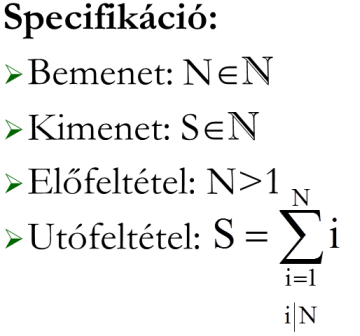 Specifikáció:
➢Bemenet: N∈ℕ
➢Kimenet: S∈ℕ
➢Előfeltétel: N>1
➢Utófeltétel: S = ∑ i
N
i=1
i|N